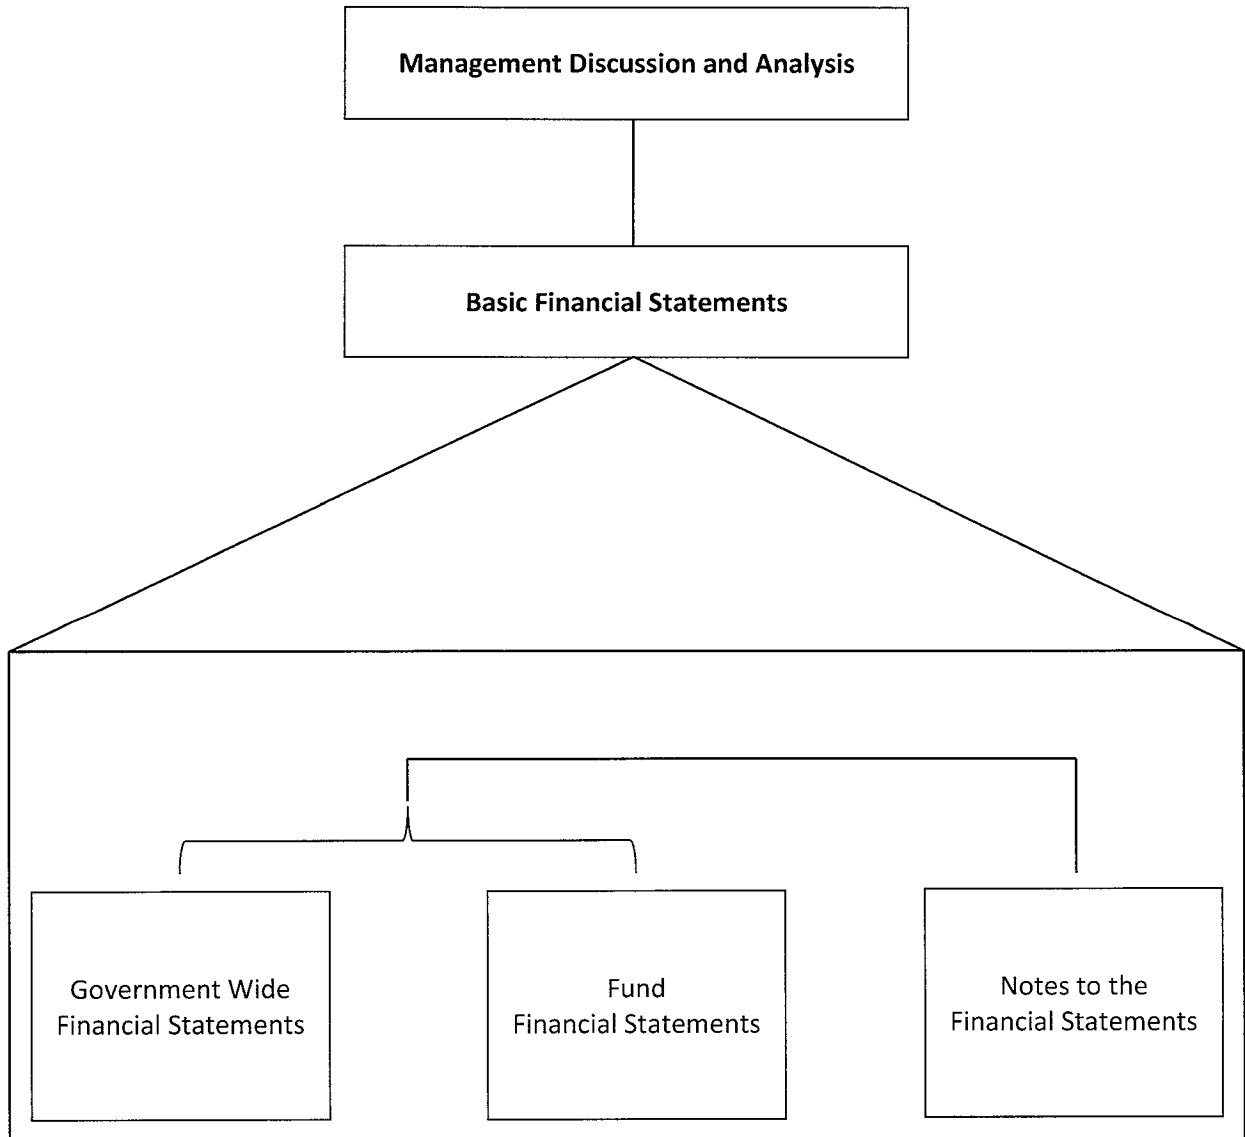 Management Discussion and Analysis
Basic Financial Statements
Government Wide
Financial Statements
Fund
Financial Statements
Notes to the
Financial Statements